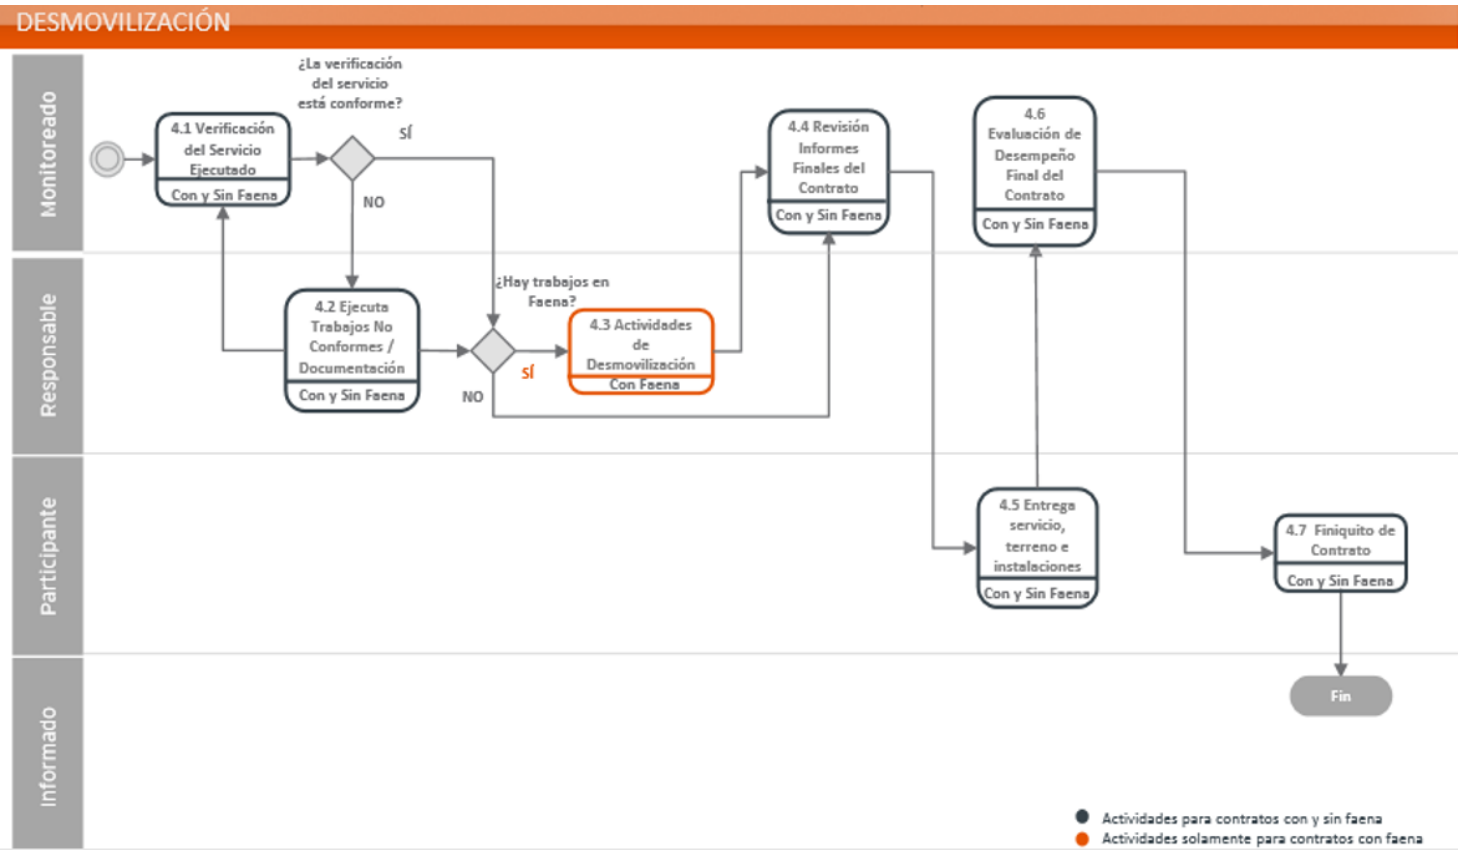 DESMOVILIZACIÓN
Monitoreado
¿La verificación
del servicio
está conforme?
SÍ
NO
4.1 Verificación
del Servicio
Ejecutado
Con y Sin Faena
4.4 Revisión
Informes
Finales del
Contrato
Con y Sin Faena
4.6
Evaluación de
Desempeño
Final del
Contrato
Con y Sin Faena
Responsable
4.2 Ejecuta
Trabajos No
Conformes /
Documentación
Con y Sin Faena
¿Hay trabajos en
Faena?
SÍ
NO
4.3 Actividades
de
Desmovilización
Con Faena
Participante
4.5 Entrega
servicio,
terreno e
instalaciones
Con y Sin Faena
4.7 Finiquito de
Contrato
Con y Sin Faena
Informado
Fin
Actividades para contratos con y sin faena
Actividades solamente para contratos con faena